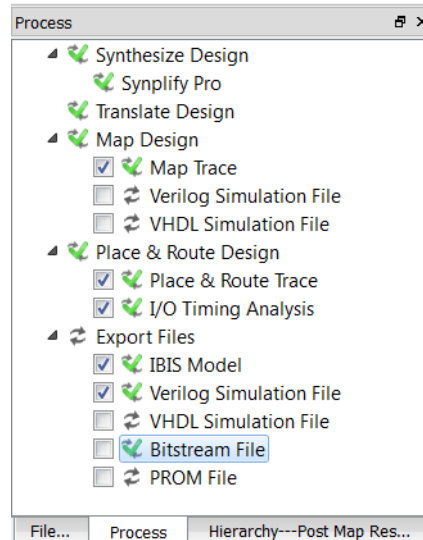 Process
Synthesize Design
Synplify Pro
Translate Design
Map Design
Map Trace
Verilog Simulation File
VHDL Simulation File
Place & Route Design
Place & Route Trace
I/O Timing Analysis
Export Files
IBIS Model
Verilog Simulation File
VHDL Simulation File
Bitstream File
PROM File
File... Process Hierarchy---Post Map Res...